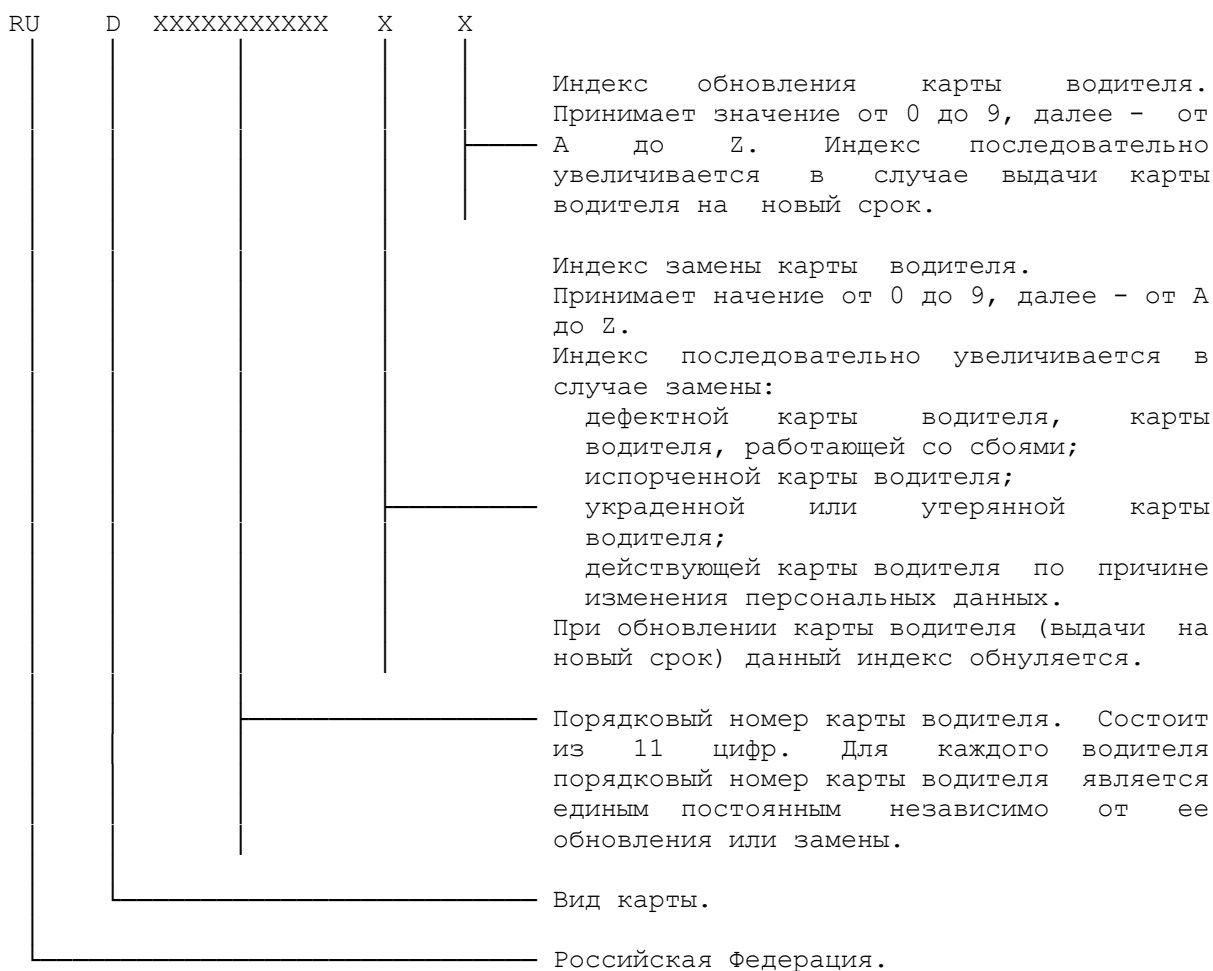 RU D XXXXXXXXXXX X X
Индекс обновления карты водителя.
Принимает значение от 0 до 9, далее - от
A до Z. Индекс последовательно
увеличивается в случае выдачи карты
водителя на новый срок.
Индекс замены карты водителя.
Принимает начение от 0 до 9, далее - от A
до Z.
Индекс последовательно увеличивается в
случае замены:
дефектной карты водителя, карты
водителя, работающей со сбоями;
испорченной карты водителя;
украденной или утерянной карты
водителя;
действующей карты водителя по причине
изменения персональных данных.
При обновлении карты водителя (выдачи на
новый срок) данный индекс обнуляется.
Порядковый номер карты водителя. Состоит
из 11 цифр. Для каждого водителя
порядковый номер карты водителя является
единым постоянным независимо от ее
обновления или замены.
Вид карты.
Российская Федерация.